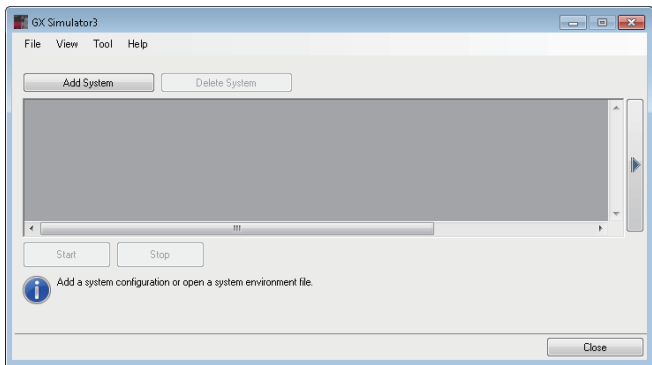 GX Simulator3
File View Tool Help
Add System Delete System
Start Stop
Add a system configuration or open a system environment file.
Close